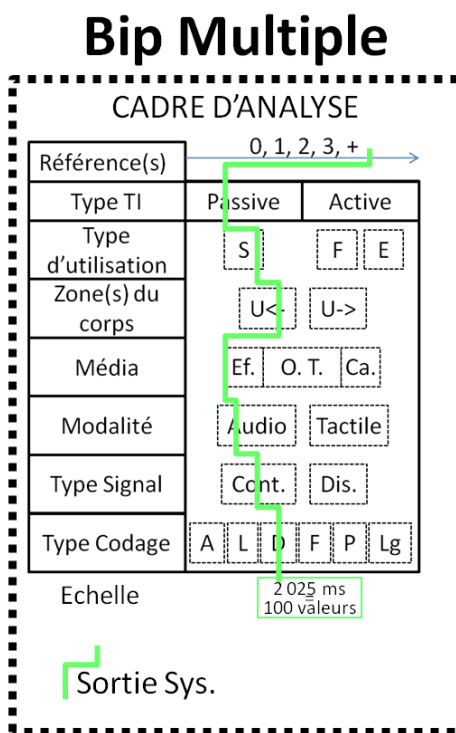 Bip Multiple
CADRE D'ANALYSE
Référence(s) 0, 1, 2, 3, +
Type TI Passive Active
Type
d'utilisation S F E
Zone(s) du
corps U<- U->
Média Ef. O. T. Ca.
Modalité Audio Tactile
Type Signal Cont. Dis.
Type Codage A L D F P Lg
Echelle 2 025 ms
=
100 valeurs
Sortie Sys.